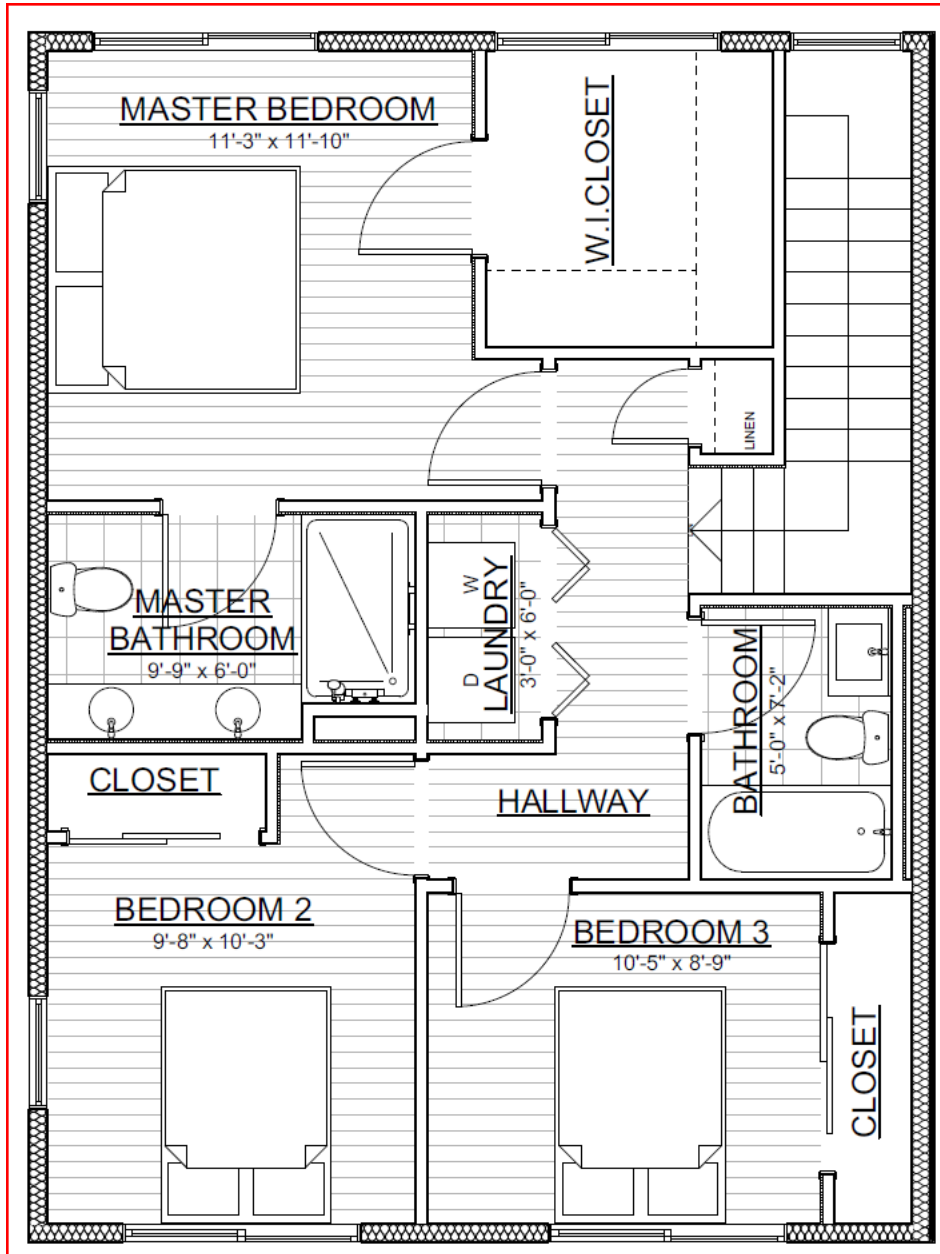 MASTER BEDROOM
11'-3" x 11'-10"
W.I.CLOSET
LINEN
MASTER
BATHROOM
9'-9" x 6'-0"
W
D
LAUNDRY
3'-0" x 6'-0"
BATHROOM
5'-0" x 7'-2"
CLOSET
HALLWAY
BEDROOM 2
9'-8" x 10'-3"
BEDROOM 3
10'-5" x 8'-9"
CLOSET